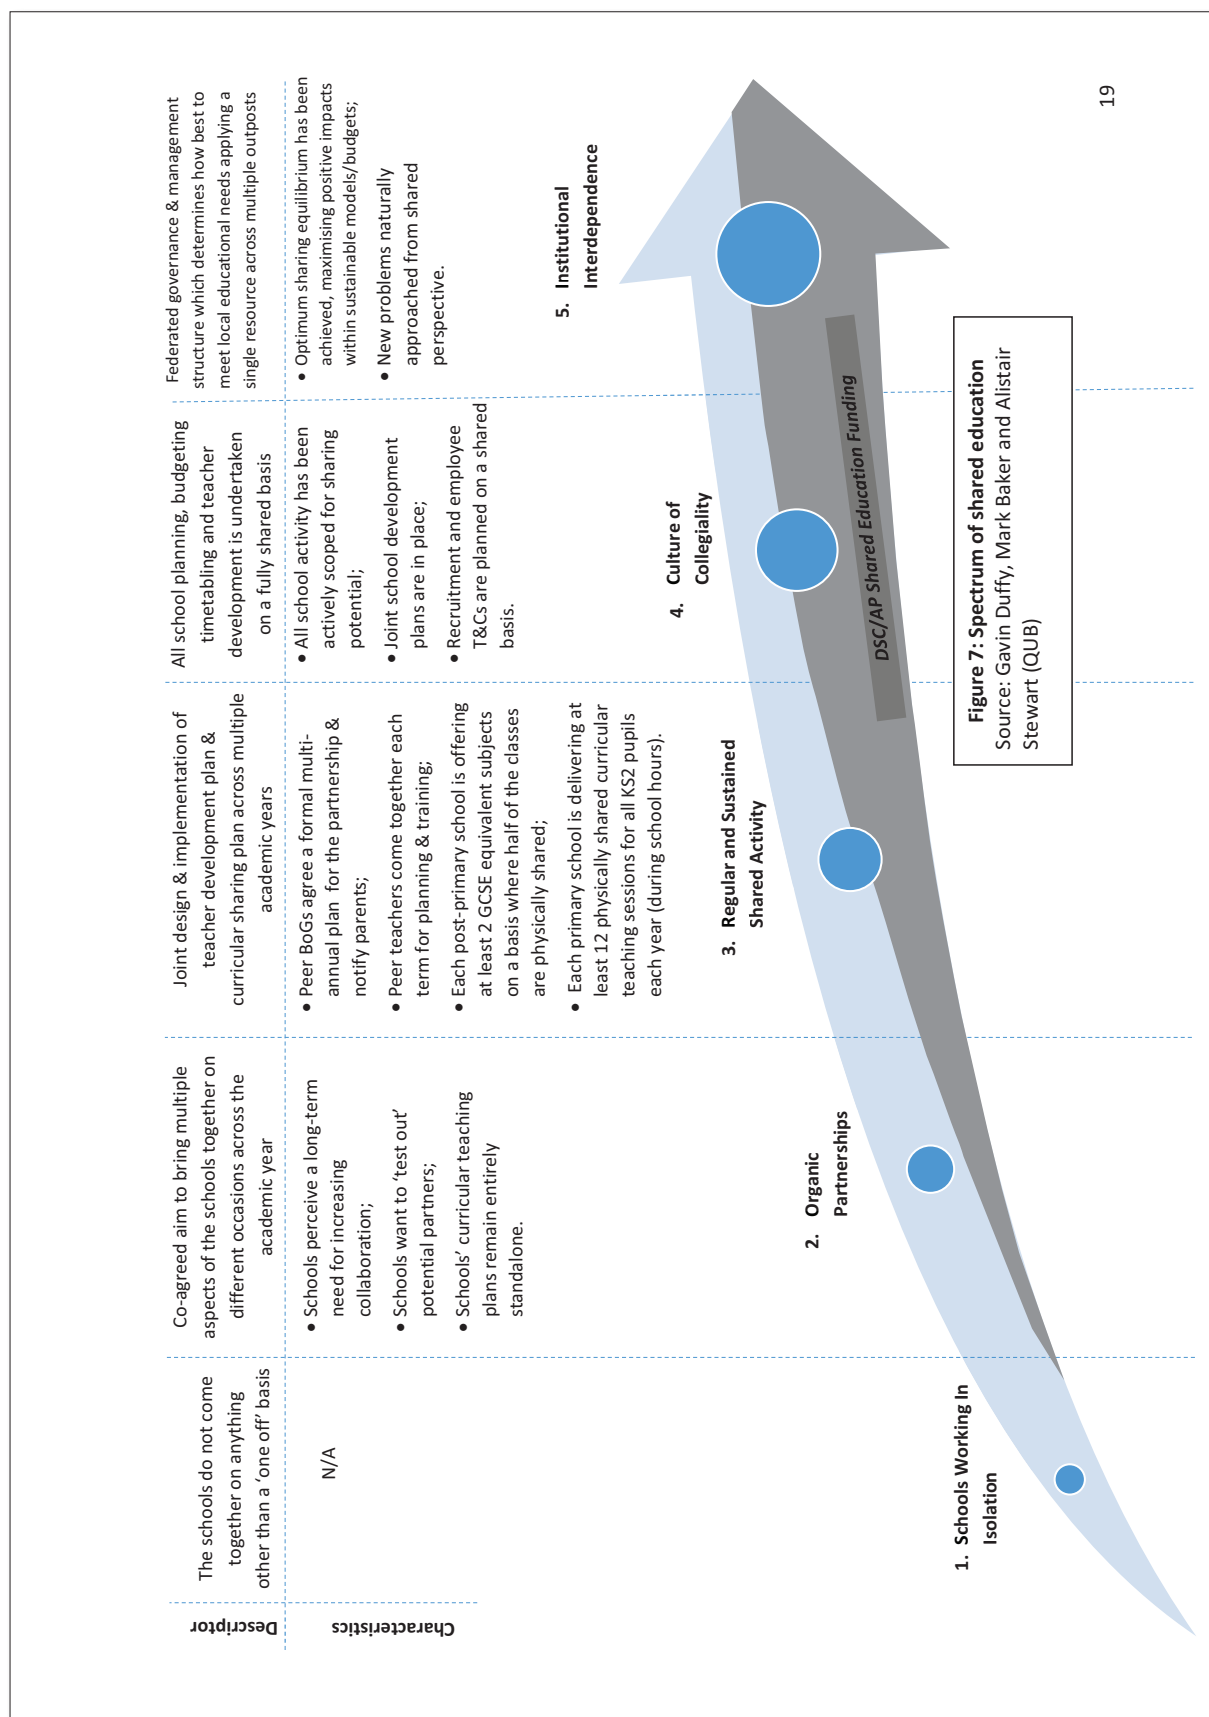 Descriptor
The schools do not come
together on anything
other than a ‘one off’ basis
Co-agreed aim to bring multiple
aspects of the schools together on
different occasions across the
academic year
Joint design & implementation of
teacher development plan &
curricular sharing plan across multiple
academic years
All school planning, budgeting
timetabling and teacher
development is undertaken
on a fully shared basis
Federated governance & management
structure which determines how best to
meet local educational needs applying a
single resource across multiple outposts
Characteristics
N/A
• Schools perceive a long-term
need for increasing
collaboration;
• Schools want to ‘test out’
potential partners;
• Schools’ curricular teaching
plans remain entirely
standalone.
• Peer BoGs agree a formal multi-
annual plan for the partnership &
notify parents;
• Peer teachers come together each
term for planning & training;
• Each post-primary school is offering
at least 2 GCSE equivalent subjects
on a basis where half of the classes
are physically shared;
• Each primary school is delivering at
least 12 physically shared curricular
teaching sessions for all KS2 pupils
each year (during school hours).
• All school activity has been
actively scoped for sharing
potential;
• Joint school development
plans are in place;
• Recruitment and employee
T&Cs are planned on a shared
basis.
• Optimum sharing equilibrium has been
achieved, maximising positive impacts
within sustainable models/budgets;
• New problems naturally
approached from shared
perspective.
1. Schools Working In
Isolation
2. Organic
Partnerships
3. Regular and Sustained
Shared Activity
4. Culture of
Collegiality
5. Institutional
Interdependence
DSC/AP Shared Education Funding
Figure 7: Spectrum of shared education
Source: Gavin Duffy, Mark Baker and Alistair
Stewart (QUB)
19